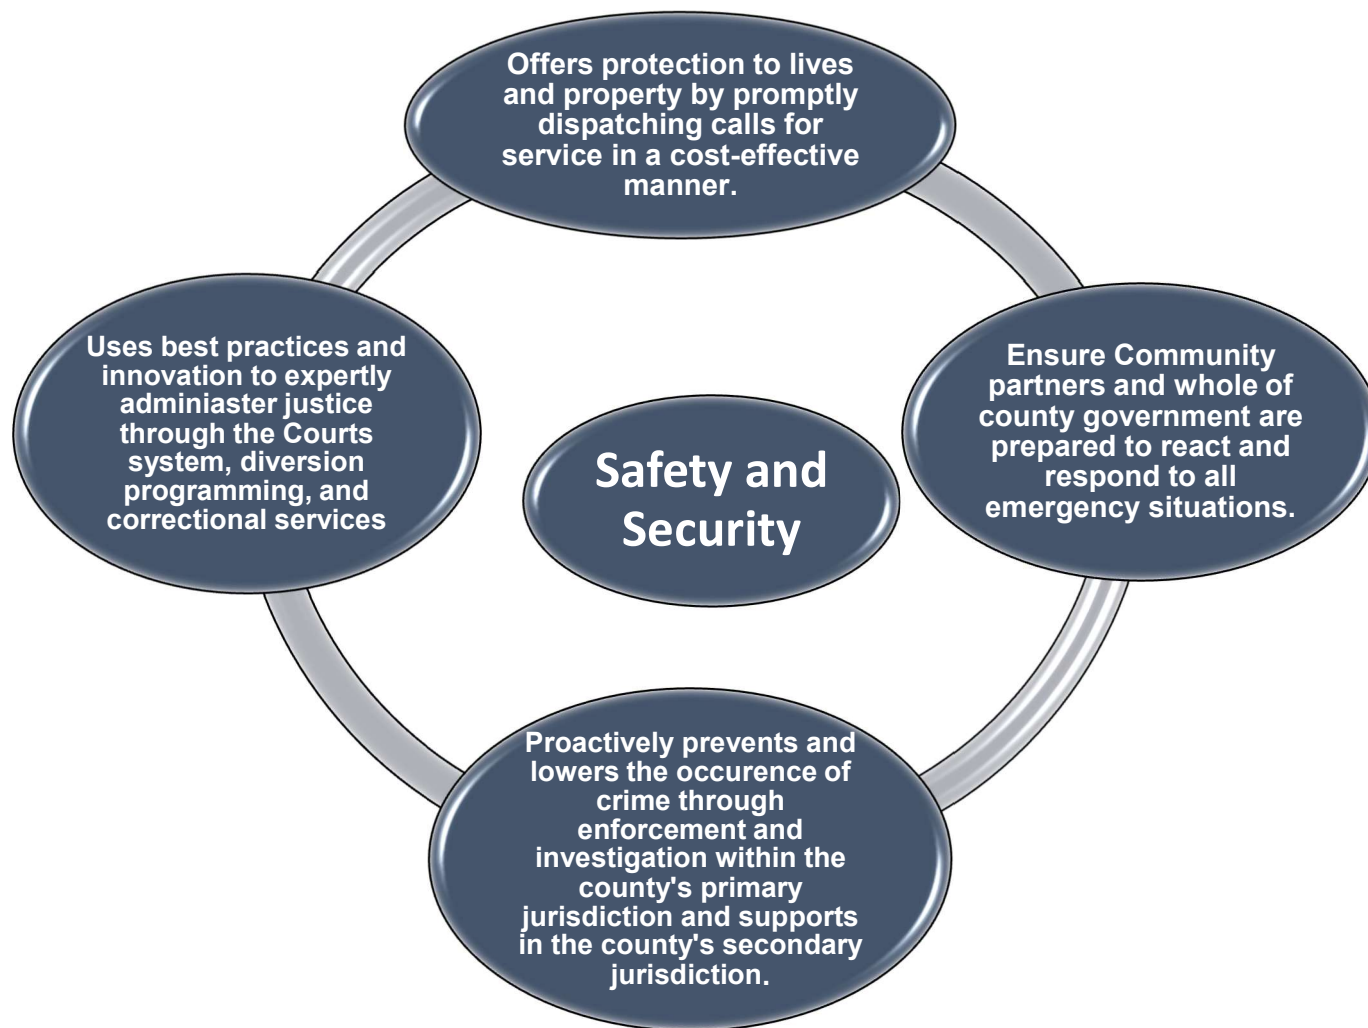 Offers protection to lives
and property by promptly
dispatching calls for
service in a cost-effective
manner.
Uses best practices and
innovation to expertly
adminiaster justice
through the Courts
system, diversion
programming, and
correctional services
Safety and
Security
Ensure Community
partners and whole of
county government are
prepared to react and
respond to all
emergency situations.
Proactively prevents and
lowers the occurence of
crime through
enforcement and
investigation within the
county's primary
jurisdiction and supports
in the county's secondary
jurisdiction.